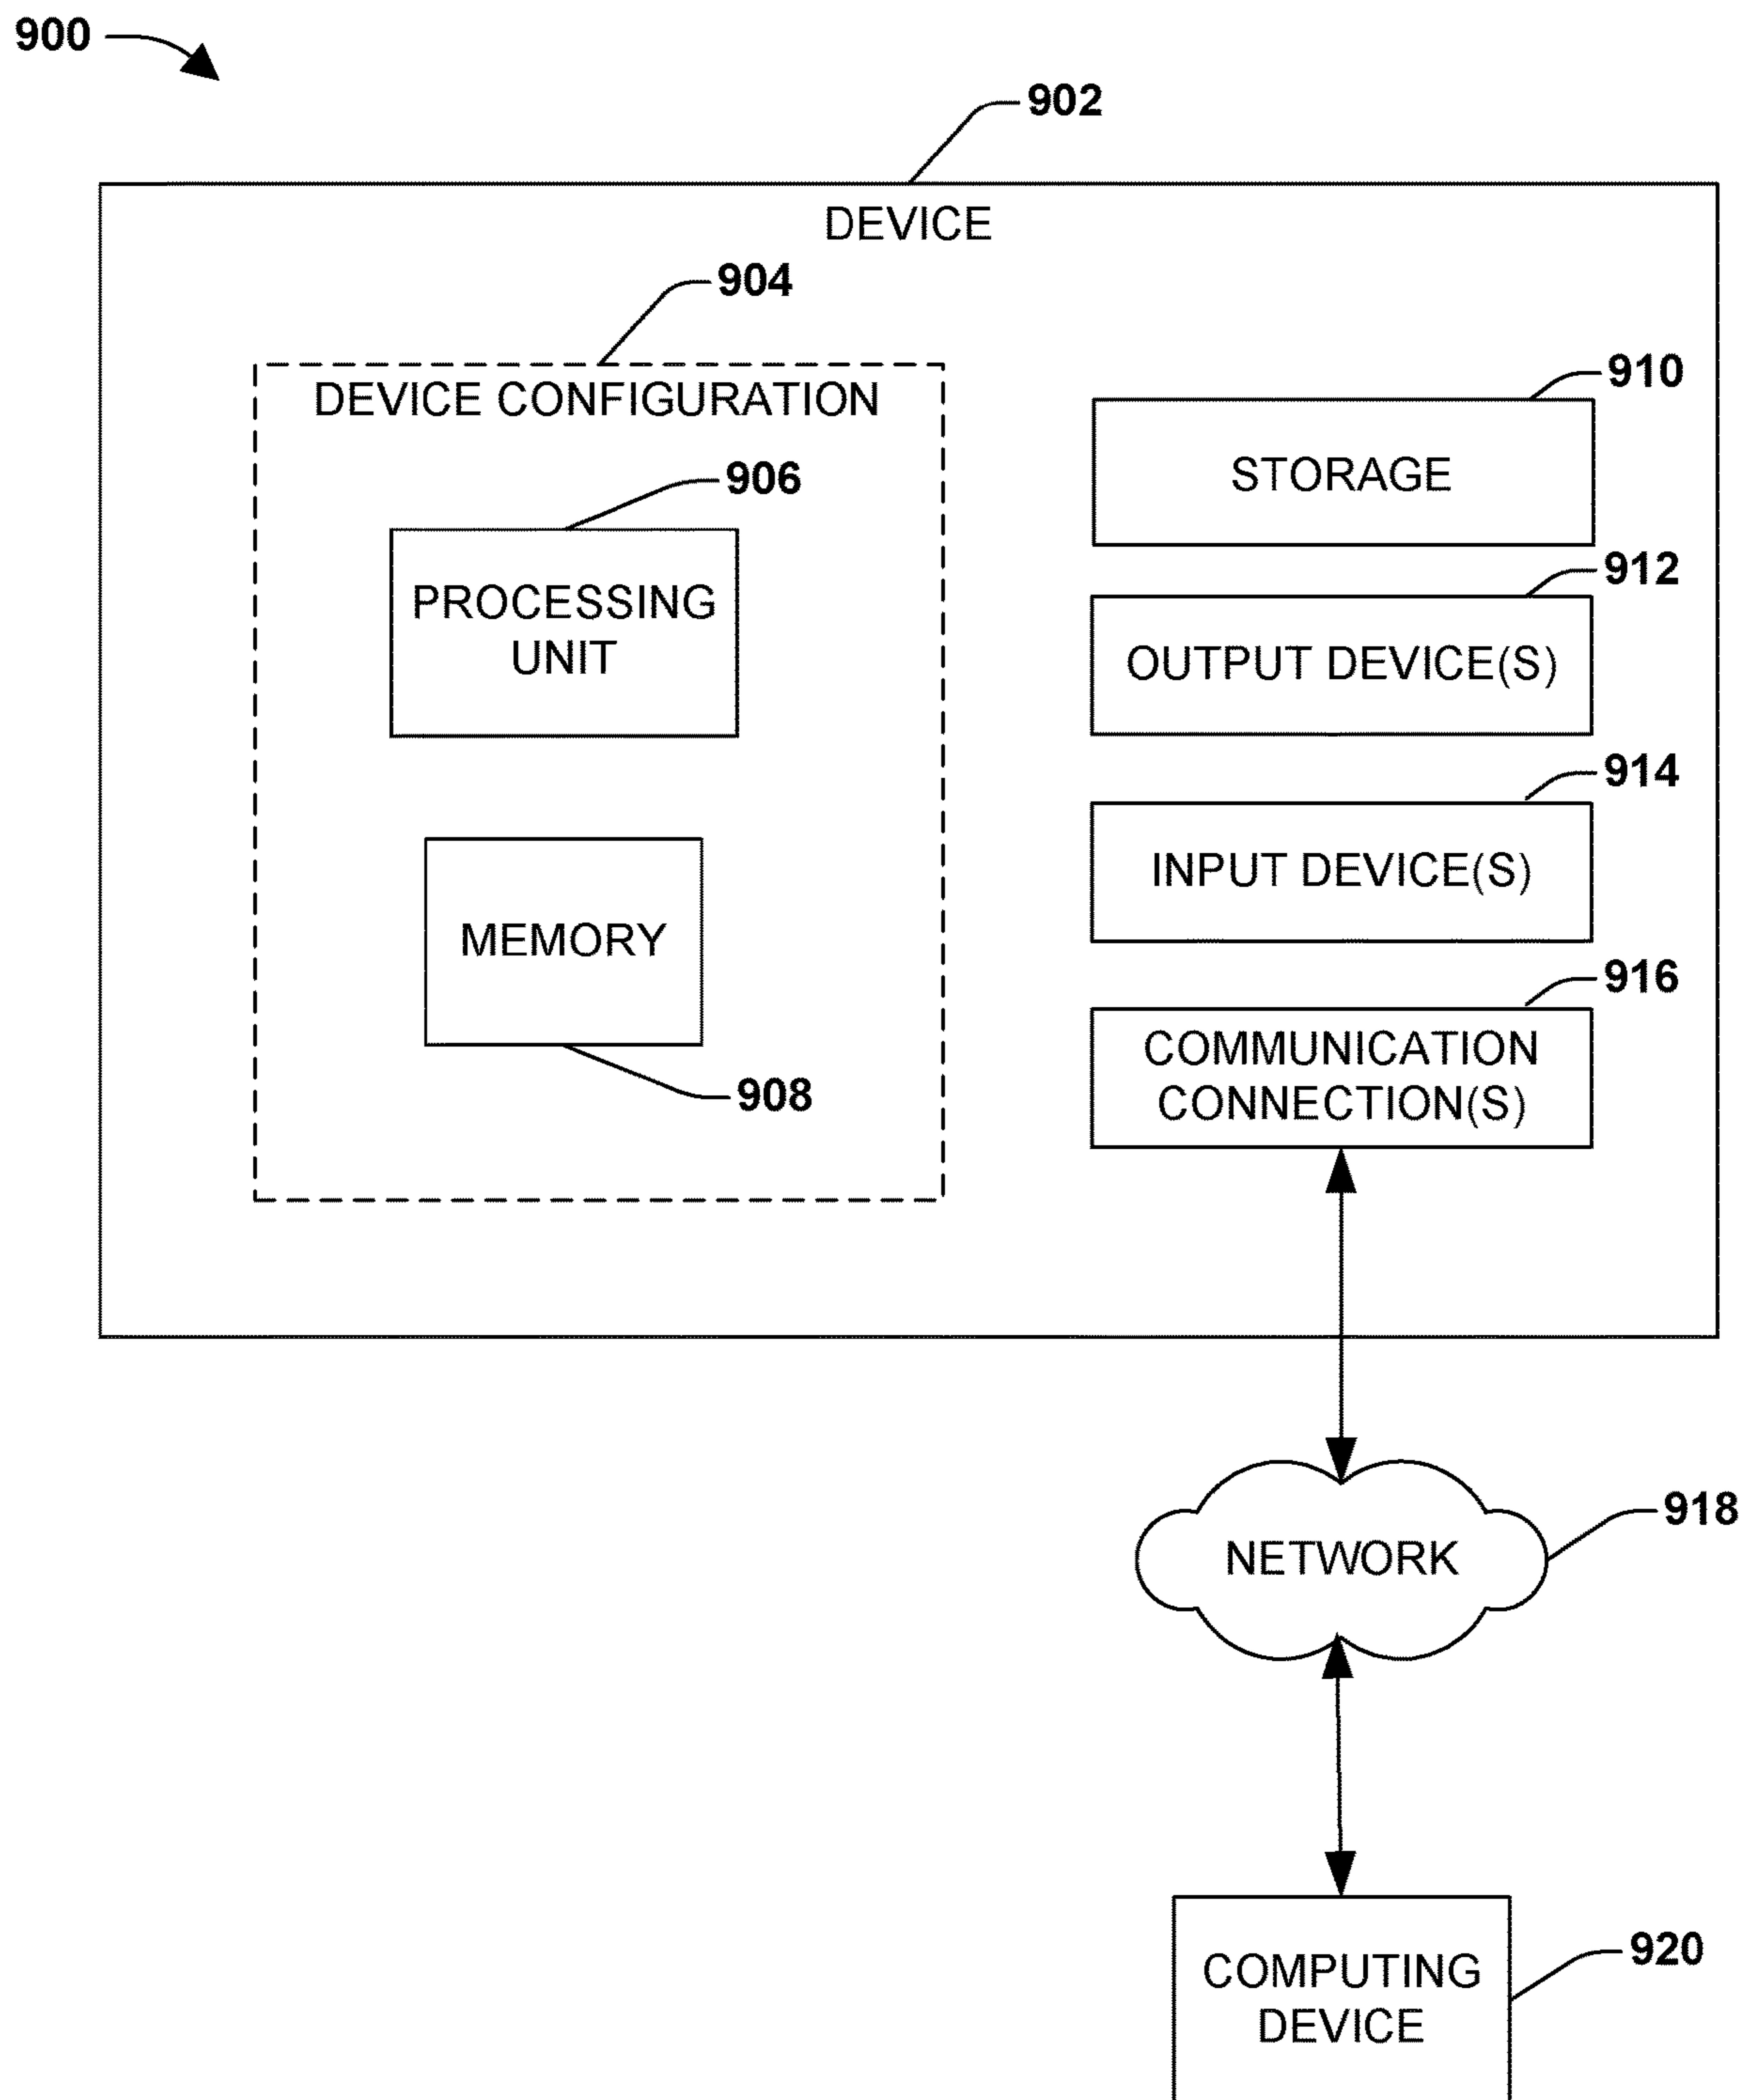 900
902
DEVICE
904
DEVICE CONFIGURATION
906
PROCESSING
UNIT
MEMORY
908
910
STORAGE
912
OUTPUT DEVICE(S)
914
INPUT DEVICE(S)
916
COMMUNICATION
CONNECTION(S)
918
NETWORK
920
COMPUTING
DEVICE